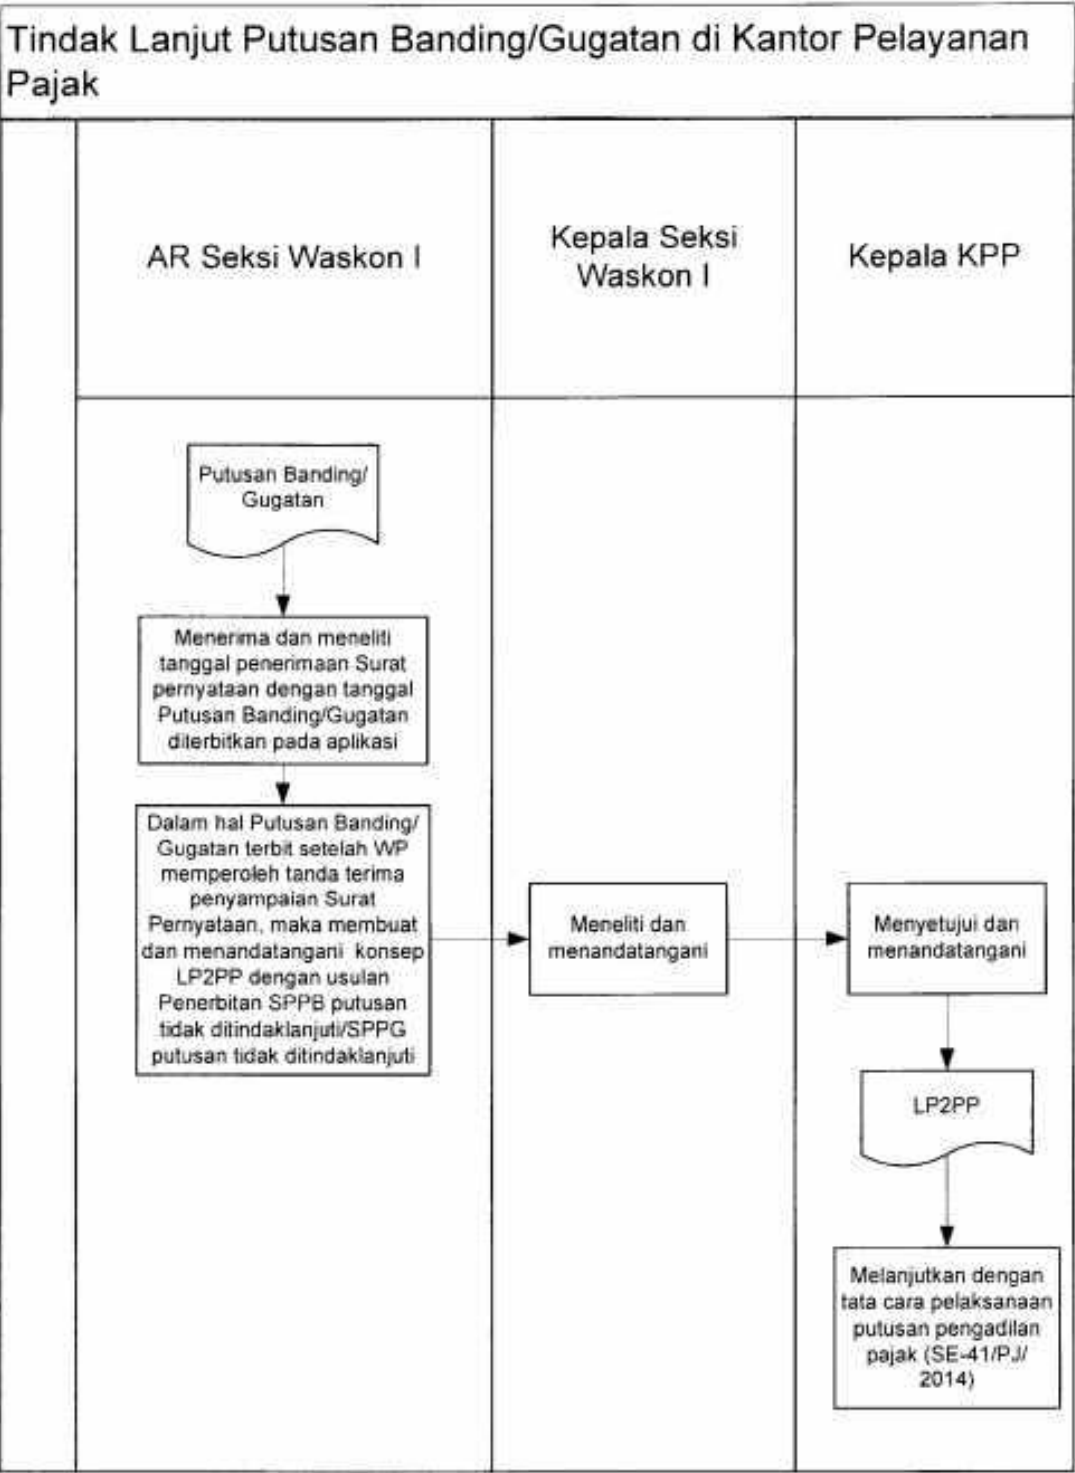 Tindak Lanjut Putusan Banding/Gugatan di Kantor Pelayanan
Pajak
AR Seksi Waskon I
Kepala Seksi
Waskon I
Kepala KPP
Putusan Banding/
Gugatan
Menerima dan meneliti
tanggal penerimaan Surat
pernyataan dengan tanggal
Putusan Banding/Gugatan
diterbitkan pada aplikasi
Dalam hal Putusan Banding/
Gugatan terbit setelah WP
memperoleh tanda terima
penyampaian Surat
Pernyataan, maka membuat
dan menandatangani konsep
LP2PP dengan usulan
Penerbitan SPPB putusan
tidak ditindaklanjuti/SPPG
putusan tidak ditindaklanjuti
Meneliti dan
menandatangani
Menyetujui dan
menandatangani
LP2PP
Melanjutkan dengan
tata cara pelaksanaan
putusan pengadilan
pajak (SE-41/PJ/
2014)